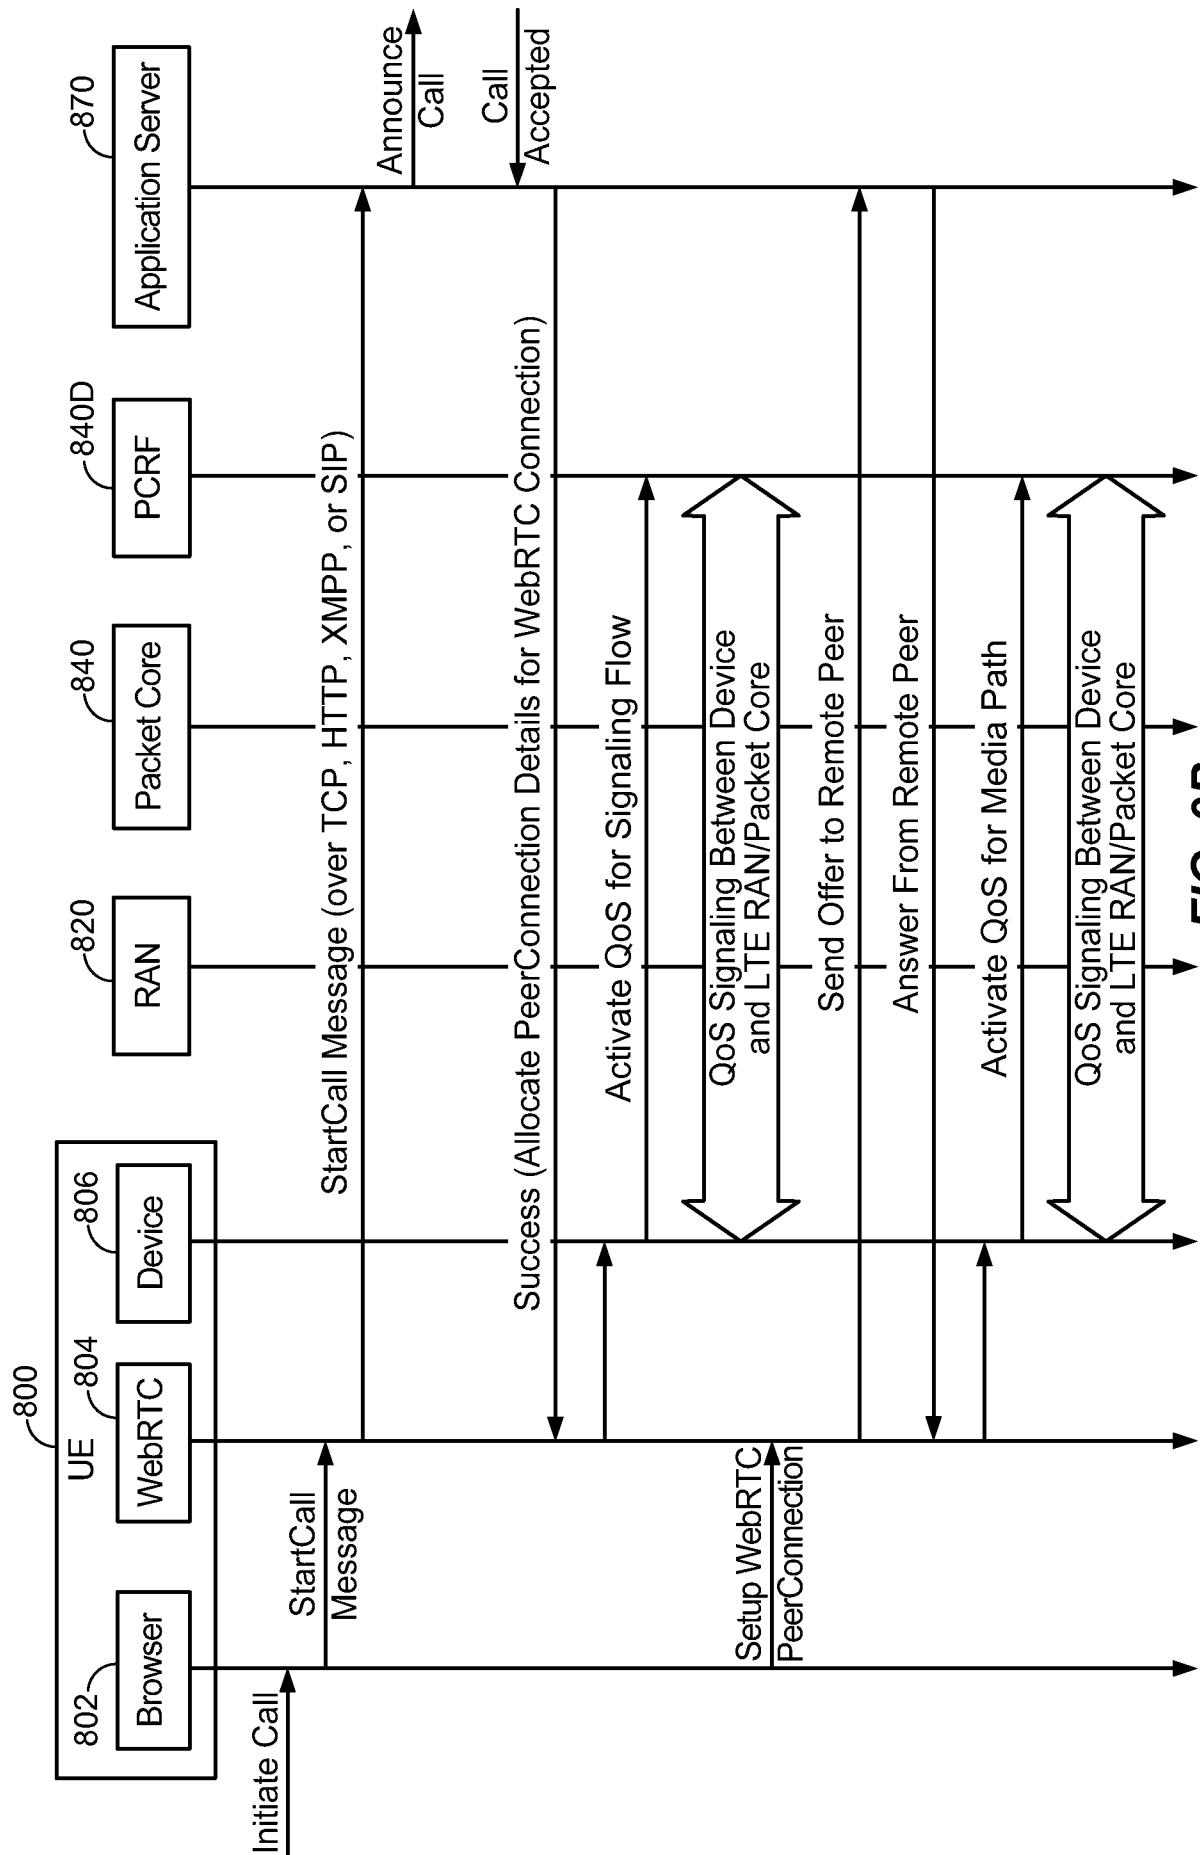 800
UE
802
Browser
804
WebRTC
806
Device
820
RAN
840
Packet Core
840D
PCRF
870
Application Server
Initiate Call
StartCall
Message
StartCall Message (over TCP, HTTP, XMPP, or SIP)
Announce
Call
Call
Accepted
Success (Allocate PeerConnection Details for WebRTC Connection)
Activate QoS for Signaling Flow
QoS Signaling Between Device
and LTE RAN/Packet Core
Setup WebRTC
PeerConnection
Send Offer to Remote Peer
Answer From Remote Peer
Activate QoS for Media Path
QoS Signaling Between Device
and LTE RAN/Packet Core